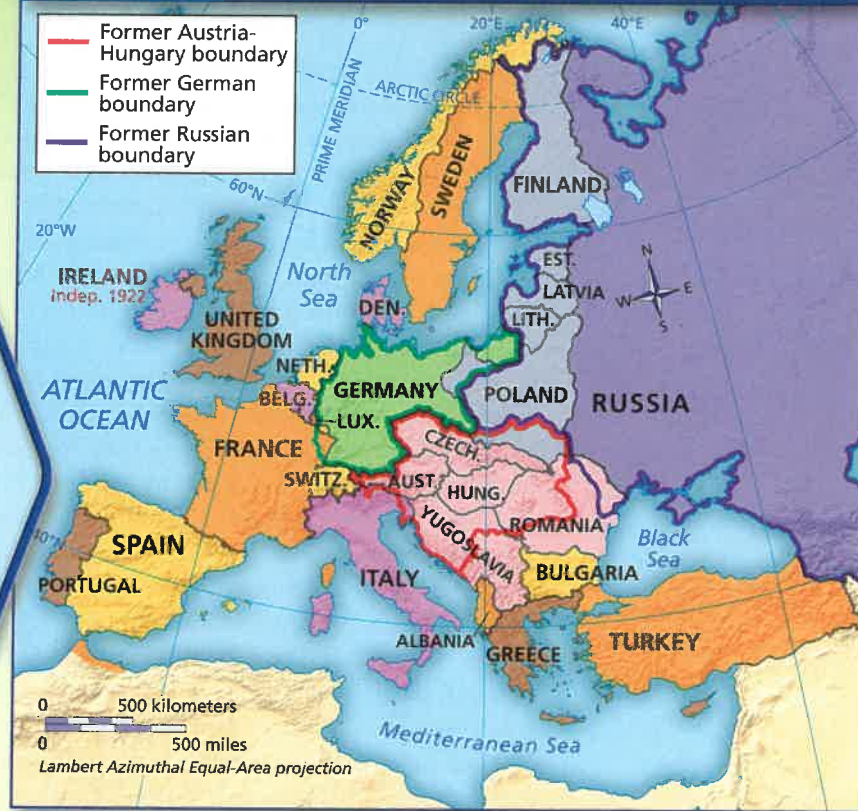 Former Austria-
Hungary boundary
Former German
boundary
Former Russian
boundary
0°
20°E
40°E
PRIME MERIDIAN
ARCTIC CIRCLE
60°N
20°W
NORWAY
SWEDEN
FINLAND
North
Sea
IRELAND
Indep. 1922
UNITED
KINGDOM
DEN.
EST.
LATVIA
LITH.
N
W E
S
NETH.
BELG.
LUX.
GERMANY
POLAND
RUSSIA
ATLANTIC
OCEAN
FRANCE
SWITZ.
CZECH.
AUST.
HUNG.
YUGOSLAVIA
ROMANIA
Black
Sea
40°N
SPAIN
PORTUGAL
ITALY
BULGARIA
ALBANIA
GREECE
TURKEY
0 500 kilometers
0 500 miles
Mediterranean Sea
Lambert Azimuthal Equal-Area projection